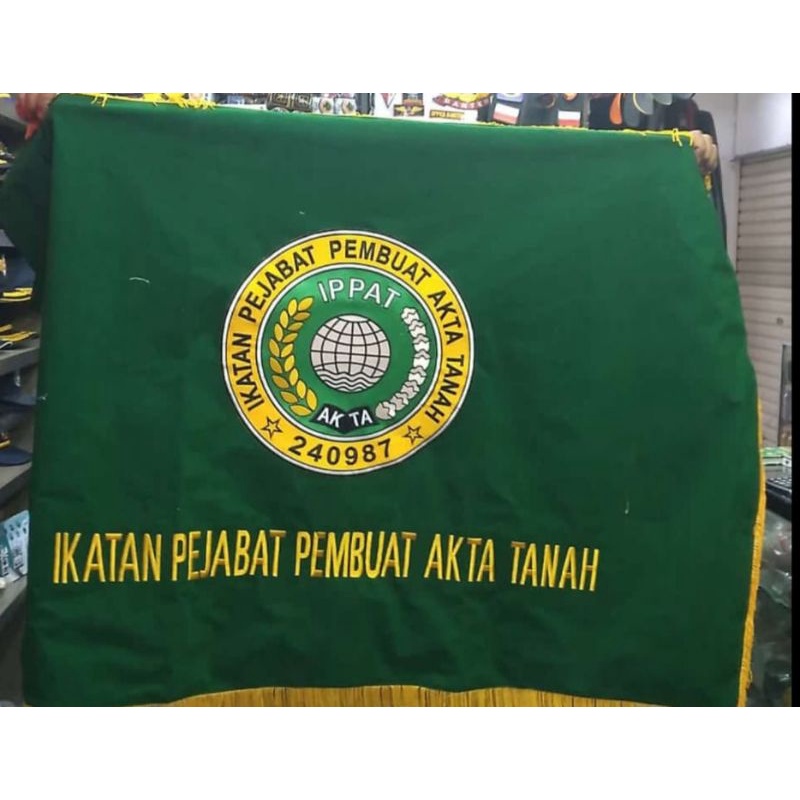 IKATAN PEJABAT PEMBUAT AKTA TANAH
IPPAT
AKTA
240987
IKATAN PEJABAT PEMBUAT AKTA TANAH